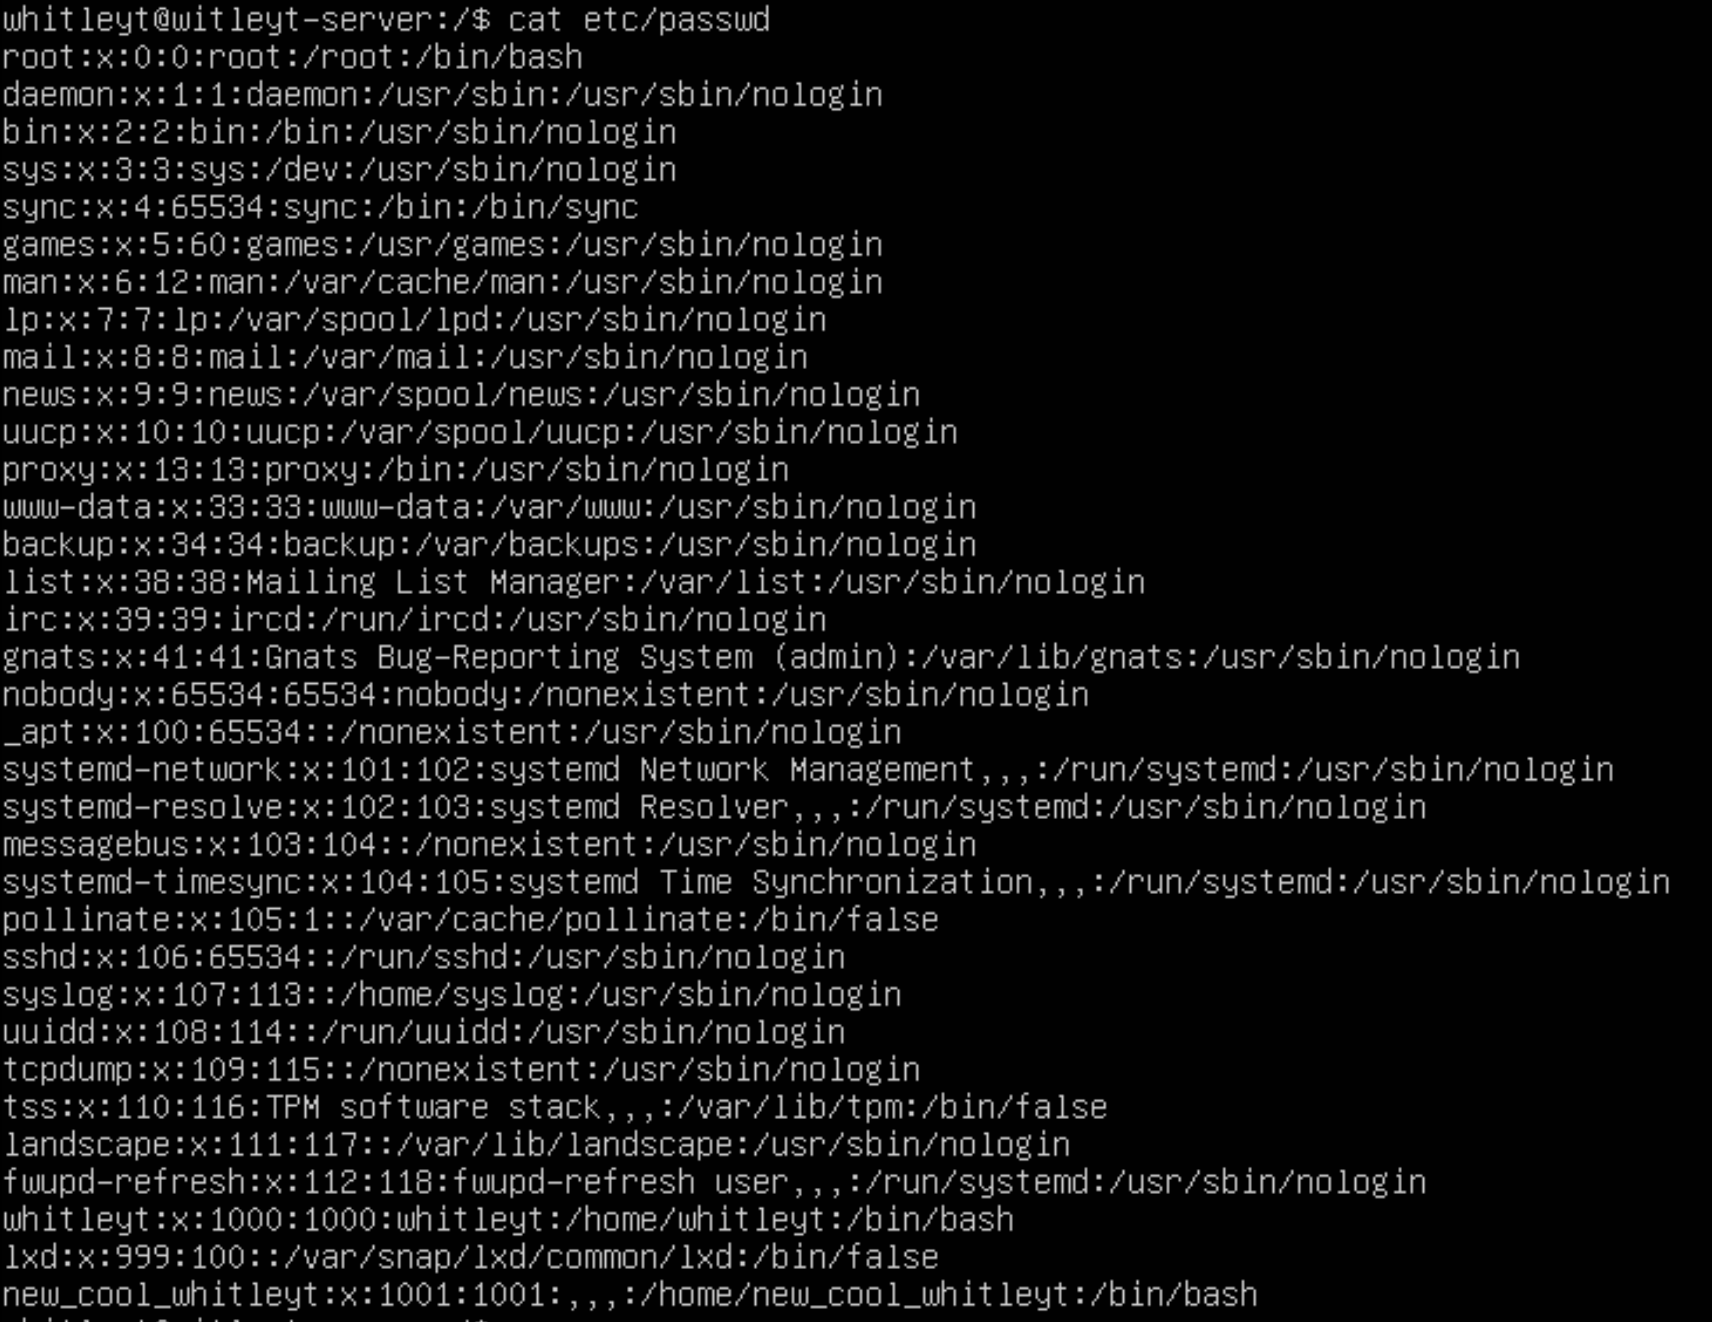 whitleyt@witleyt-server:/$ cat etc/passwd
root:x:0:0:root:/root:/bin/bash
daemon:x:1:1:daemon:/usr/sbin:/usr/sbin/nologin
bin:x:2:2:bin:/bin:/usr/sbin/nologin
sys:x:3:3:sys:/dev:/usr/sbin/nologin
sync:x:4:65534:sync:/bin:/bin/sync
games:x:5:60:games:/usr/games:/usr/sbin/nologin
man:x:6:12:man:/var/cache/man:/usr/sbin/nologin
lp:x:7:7:lp:/var/spool/lpd:/usr/sbin/nologin
mail:x:8:8:mail:/var/mail:/usr/sbin/nologin
news:x:9:9:news:/var/spool/news:/usr/sbin/nologin
uucp:x:10:10:uucp:/var/spool/uucp:/usr/sbin/nologin
proxy:x:13:13:proxy:/bin:/usr/sbin/nologin
www-data:x:33:33:www-data:/var/www:/usr/sbin/nologin
backup:x:34:34:backup:/var/backups:/usr/sbin/nologin
list:x:38:38:Mailing List Manager:/var/list:/usr/sbin/nologin
irc:x:39:39:ircd:/run/ircd:/usr/sbin/nologin
gnats:x:41:41:Gnats Bug-Reporting System (admin):/var/lib/gnats:/usr/sbin/nologin
nobody:x:65534:65534:nobody:/nonexistent:/usr/sbin/nologin
_apt:x:100:65534::/nonexistent:/usr/sbin/nologin
systemd-network:x:101:102:systemd Network Management,,,:/run/systemd:/usr/sbin/nologin
systemd-resolve:x:102:103:systemd Resolver,,,:/run/systemd:/usr/sbin/nologin
messagebus:x:103:104::/nonexistent:/usr/sbin/nologin
systemd-timesync:x:104:105:systemd Time Synchronization,,,:/run/systemd:/usr/sbin/nologin
pollinate:x:105:1::/var/cache/pollinate:/bin/false
sshd:x:106:65534::/run/sshd:/usr/sbin/nologin
syslog:x:107:113::/home/syslog:/usr/sbin/nologin
uuidd:x:108:114::/run/uuidd:/usr/sbin/nologin
tcpdump:x:109:115::/nonexistent:/usr/sbin/nologin
tss:x:110:116:TPM software stack,,,:/var/lib/tpm:/bin/false
landscape:x:111:117::/var/lib/landscape:/usr/sbin/nologin
fwupd-refresh:x:112:118:fwupd-refresh user,,,:/run/systemd:/usr/sbin/nologin
whitleyt:x:1000:1000:whitleyt:/home/whitleyt:/bin/bash
lxd:x:999:100::/var/snap/lxd/common/lxd:/bin/false
new_cool_whitleyt:x:1001:1001:,,,:/home/new_cool_whitleyt:/bin/bash